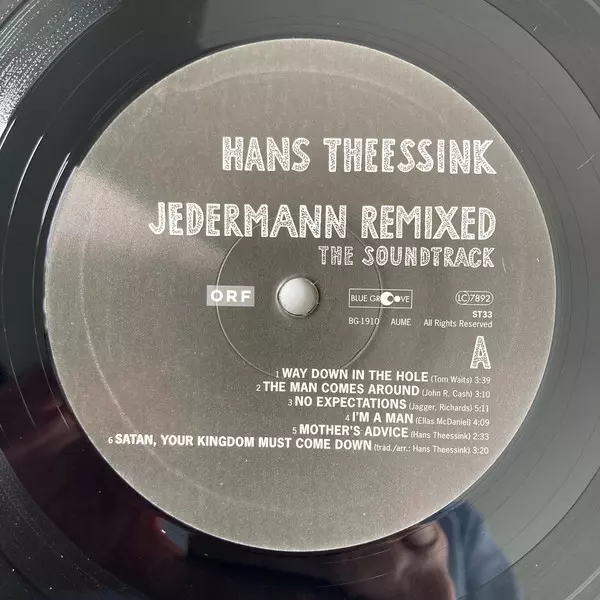 HANS THEESSINK
JEDERMANN REMIXED
THE SOUNDTRACK
ORF
BLUE GROOVE
LC 7892
ST33
BG-1910 AUME All Rights Reserved
A
1 WAY DOWN IN THE HOLE (Tom Waits) 3:39
2 THE MAN COMES AROUND (John R. Cash) 3:10
3 NO EXPECTATIONS (Jagger, Richards) 5:11
4 I'M A MAN (Ellas McDaniel) 4:09
5 MOTHER'S ADVICE (Hans Theessink) 2:33
6 SATAN, YOUR KINGDOM MUST COME DOWN (trad./arr.: Hans Theessink) 3:20